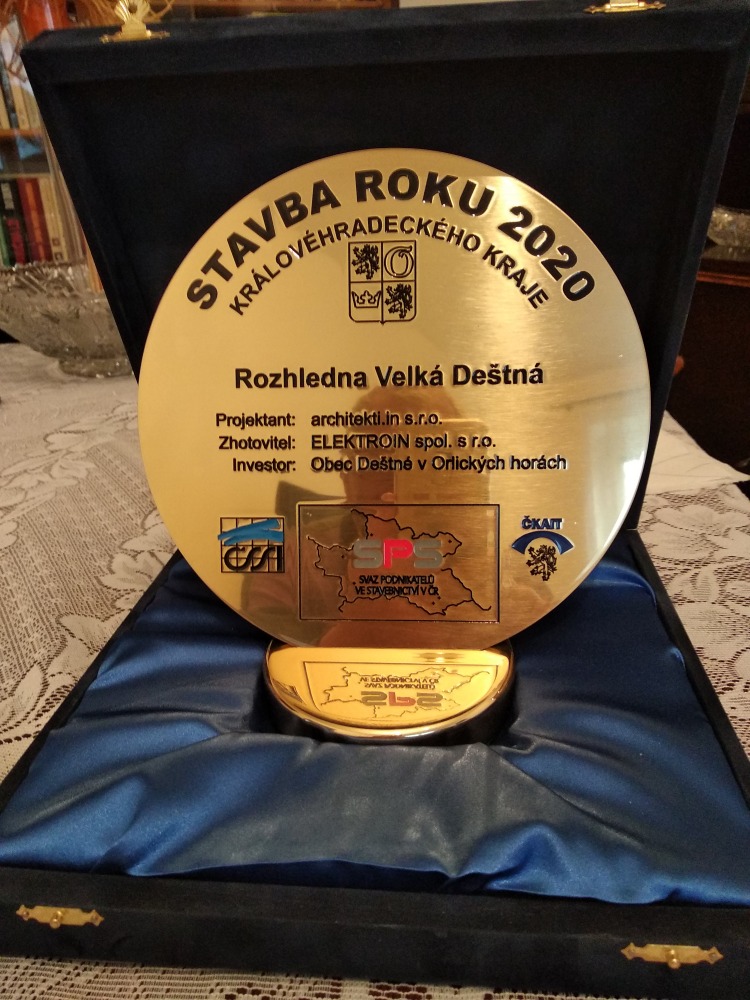 STAVBA ROKU 2020
KRÁLOVÉHRADECKÉHO KRAJE
Rozhledna Velká Deštná
Projektant: architekti.in s.r.o.
Zhotovitel: ELEKTROIN spol. s r.o.
Investor: Obec Deštné v Orlických horách
ČSSI
SPS
SVAZ PODNIKATELŮ
VE STAVEBNICTVÍ V ČR
ČKAIT